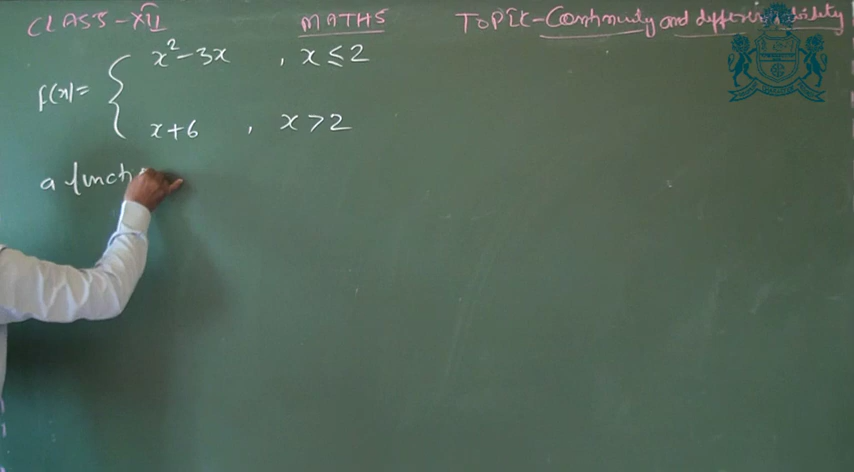 CLASS-XII MATHS TOPIC-Continuity and differentiability
f(x)= { x²-3x , x≤2
x+6 , x>2
a functi